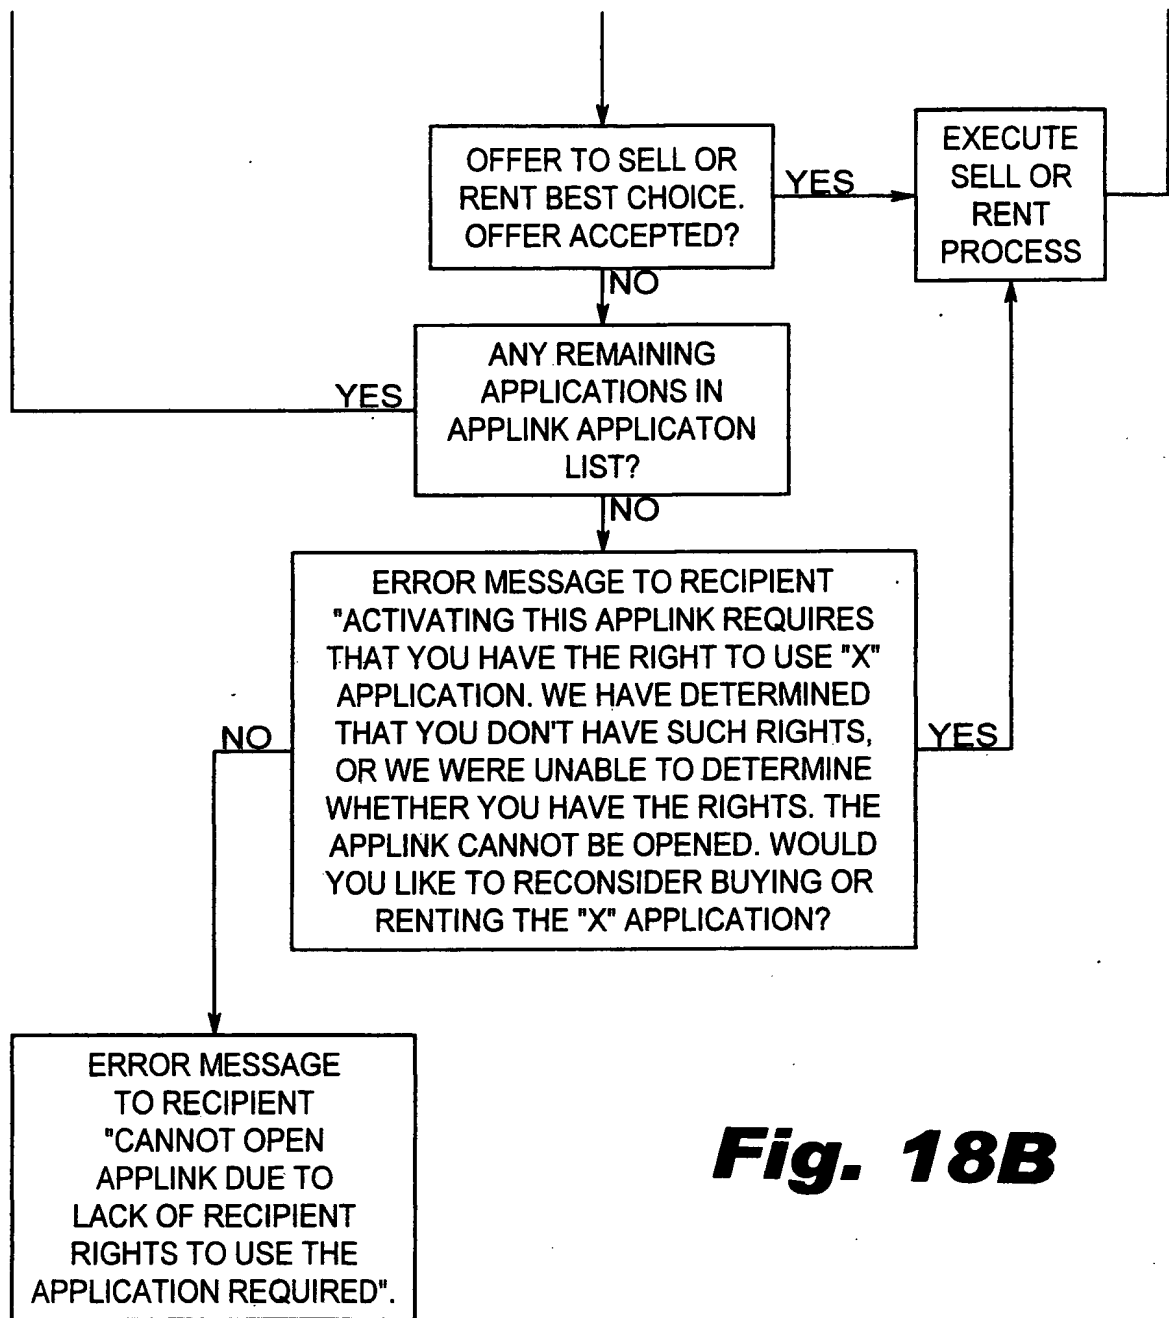 OFFER TO SELL OR
RENT BEST CHOICE.
OFFER ACCEPTED?
YES
EXECUTE
SELL OR
RENT
PROCESS
NO
ANY REMAINING
APPLICATIONS IN
APPLINK APPLICATON
LIST?
YES
NO
ERROR MESSAGE TO RECIPIENT
"ACTIVATING THIS APPLINK REQUIRES
THAT YOU HAVE THE RIGHT TO USE "X"
APPLICATION. WE HAVE DETERMINED
THAT YOU DON'T HAVE SUCH RIGHTS,
OR WE WERE UNABLE TO DETERMINE
WHETHER YOU HAVE THE RIGHTS. THE
APPLINK CANNOT BE OPENED. WOULD
YOU LIKE TO RECONSIDER BUYING OR
RENTING THE "X" APPLICATION?
NO
YES
ERROR MESSAGE
TO RECIPIENT
"CANNOT OPEN
APPLINK DUE TO
LACK OF RECIPIENT
RIGHTS TO USE THE
APPLICATION REQUIRED".
Fig. 18B